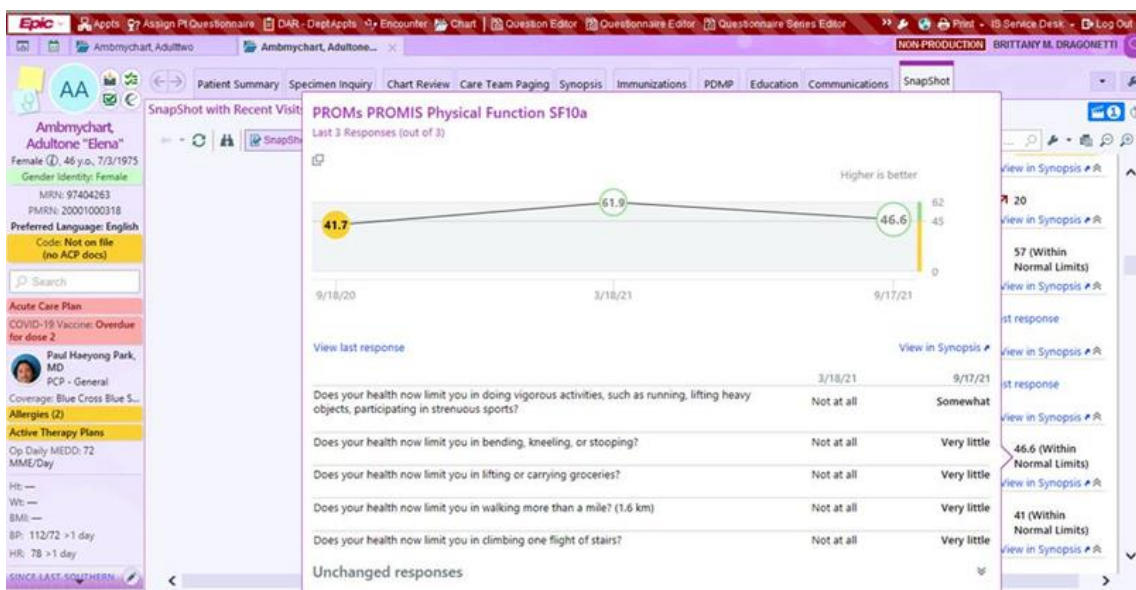 Epic
Appts Assign Pt Questionnaire DAR - DeptAppts Encounter Chart Question Editor Questionnaire Editor Questionnaire Series Editor Print IS Service Desk Log Out
Ambmychart, Adulttwo Ambmychart, Adultone... NON-PRODUCTION BRITTANY M. DRAGONETTI
AA
Patient Summary Specimen Inquiry Chart Review Care Team Paging Synopsis Immunizations PDMP Education Communications SnapShot
SnapShot with Recent Visit
SnapSh
Ambmychart,
Adultone "Elena"
Female, 46 y.o., 7/3/1975
Gender Identity: Female
MRN: 97404263
PMRN: 20001000318
Preferred Language: English
Code: Not on file
(no ACP docs)
Search
Acute Care Plan
COVID-19 Vaccine: Overdue
for dose 2
Paul Haeyong Park,
MD
PCP - General
Coverage: Blue Cross Blue S...
Allergies (2)
Active Therapy Plans
Op Daily MEDD: 72
MME/Day
Ht: —
Wt: —
BMI: —
BP: 112/72 >1 day
HR: 78 >1 day
SINCE LAST SOUTHERN
PROMs PROMIS Physical Function SF10a
Last 3 Responses (out of 3)
Higher is better
41.7
61.9
46.6
62
45
0
9/18/20 3/18/21 9/17/21
View last response View in Synopsis
3/18/21 9/17/21
Does your health now limit you in doing vigorous activities, such as running, lifting heavy
objects, participating in strenuous sports? Not at all Somewhat
Does your health now limit you in bending, kneeling, or stooping? Not at all Very little
Does your health now limit you in lifting or carrying groceries? Not at all Very little
Does your health now limit you in walking more than a mile? (1.6 km) Not at all Very little
Does your health now limit you in climbing one flight of stairs? Not at all Very little
Unchanged responses
1
View in Synopsis
20
View in Synopsis
57 (Within
Normal Limits)
View in Synopsis
st response
View in Synopsis
st response
View in Synopsis
46.6 (Within
Normal Limits)
View in Synopsis
41 (Within
Normal Limits)
View in Synopsis